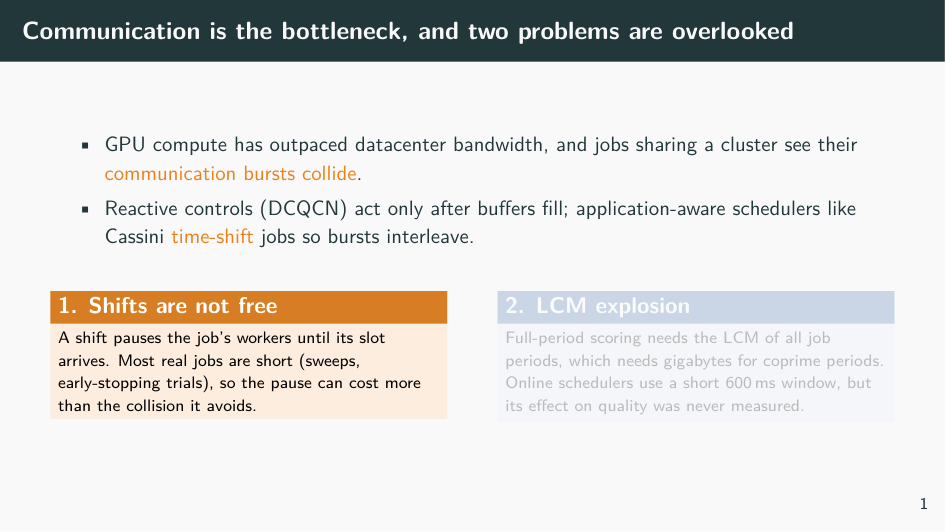 Communication is the bottleneck, and two problems are overlooked
▪ GPU compute has outpaced datacenter bandwidth, and jobs sharing a cluster see their
communication bursts collide.
▪ Reactive controls (DCQCN) act only after buffers fill; application-aware schedulers like
Cassini time-shift jobs so bursts interleave.
1. Shifts are not free
A shift pauses the job's workers until its slot
arrives. Most real jobs are short (sweeps,
early-stopping trials), so the pause can cost more
than the collision it avoids.
2. LCM explosion
Full-period scoring needs the LCM of all job
periods, which needs gigabytes for coprime periods.
Online schedulers use a short 600 ms window, but
its effect on quality was never measured.
1